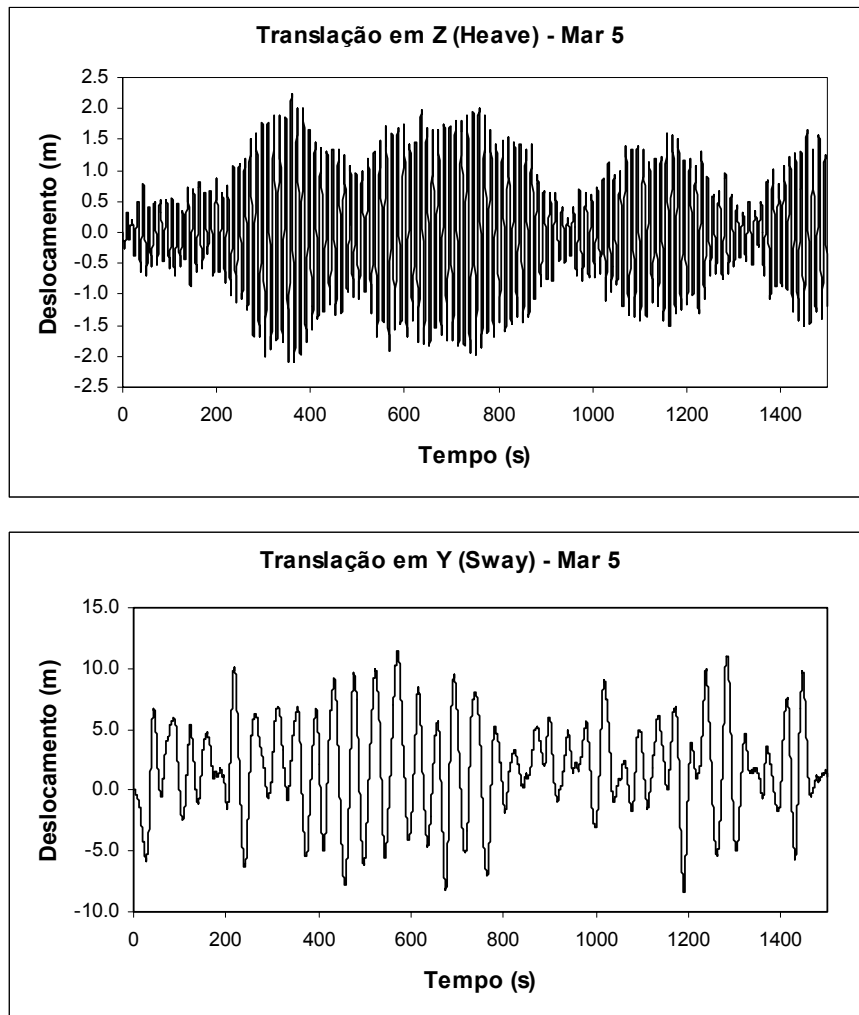 Translação em Z (Heave) - Mar 5
2.5
2.0
1.5
1.0
0.5
0.0
-0.5
-1.0
-1.5
-2.0
-2.5
Deslocamento (m)
0 200 400 600 800 1000 1200 1400
Tempo (s)
Translação em Y (Sway) - Mar 5
15.0
10.0
5.0
0.0
-5.0
-10.0
Deslocamento (m)
0 200 400 600 800 1000 1200 1400
Tempo (s)